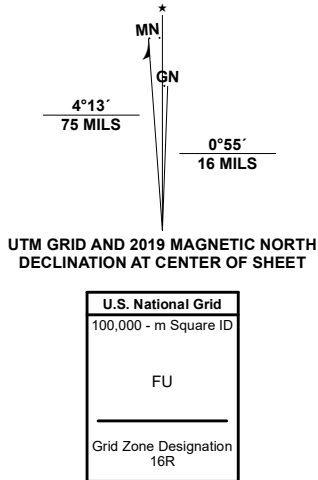 ★
MN
GN
4°13´
75 MILS
0°55´
16 MILS
UTM GRID AND 2019 MAGNETIC NORTH
DECLINATION AT CENTER OF SHEET
U.S. National Grid
100,000 - m Square ID
FU
Grid Zone Designation
16R